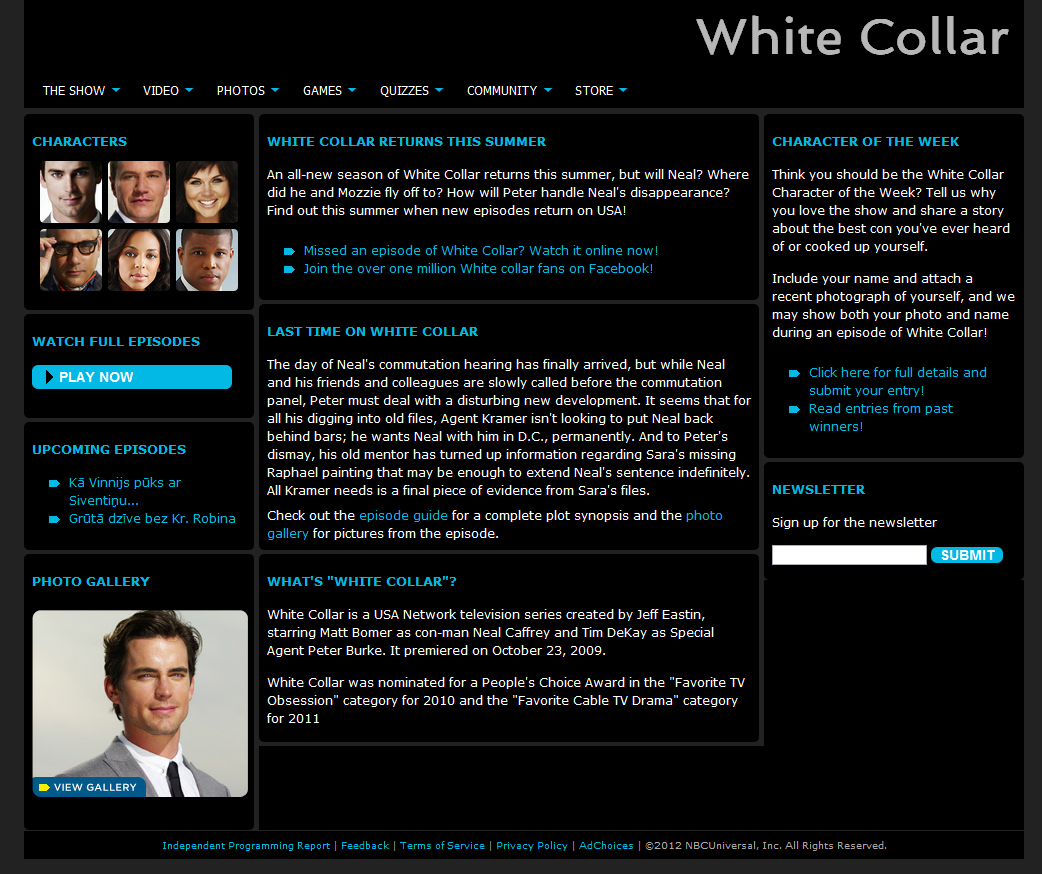 White Collar
THE SHOW
VIDEO
PHOTOS
GAMES
QUIZZES
COMMUNITY
STORE
CHARACTERS
WATCH FULL EPISODES
PLAY NOW
UPCOMING EPISODES
Kā Vinnijs pūks ar
Siventiņu...
Grūtā dzīve bez Kr. Robina
PHOTO GALLERY
VIEW GALLERY
WHITE COLLAR RETURNS THIS SUMMER
An all-new season of White Collar returns this summer, but will Neal? Where
did he and Mozzie fly off to? How will Peter handle Neal's disappearance?
Find out this summer when new episodes return on USA!
Missed an episode of White Collar? Watch it online now!
Join the over one million White collar fans on Facebook!
LAST TIME ON WHITE COLLAR
The day of Neal's commutation hearing has finally arrived, but while Neal
and his friends and colleagues are slowly called before the commutation
panel, Peter must deal with a disturbing new development. It seems that for
all his digging into old files, Agent Kramer isn't looking to put Neal back
behind bars; he wants Neal with him in D.C., permanently. And to Peter's
dismay, his old mentor has turned up information regarding Sara's missing
Raphael painting that may be enough to extend Neal's sentence indefinitely.
All Kramer needs is a final piece of evidence from Sara's files.
Check out the episode guide for a complete plot synopsis and the photo
gallery for pictures from the episode.
WHAT'S "WHITE COLLAR"?
White Collar is a USA Network television series created by Jeff Eastin,
starring Matt Bomer as con-man Neal Caffrey and Tim DeKay as Special
Agent Peter Burke. It premiered on October 23, 2009.
White Collar was nominated for a People's Choice Award in the "Favorite TV
Obsession" category for 2010 and the "Favorite Cable TV Drama" category
for 2011
CHARACTER OF THE WEEK
Think you should be the White Collar
Character of the Week? Tell us why
you love the show and share a story
about the best con you've ever heard
of or cooked up yourself.
Include your name and attach a
recent photograph of yourself, and we
may show both your photo and name
during an episode of White Collar!
Click here for full details and
submit your entry!
Read entries from past
winners!
NEWSLETTER
Sign up for the newsletter
SUBMIT
Independent Programming Report | Feedback | Terms of Service | Privacy Policy | AdChoices | ©2012 NBCUniversal, Inc. All Rights Reserved.